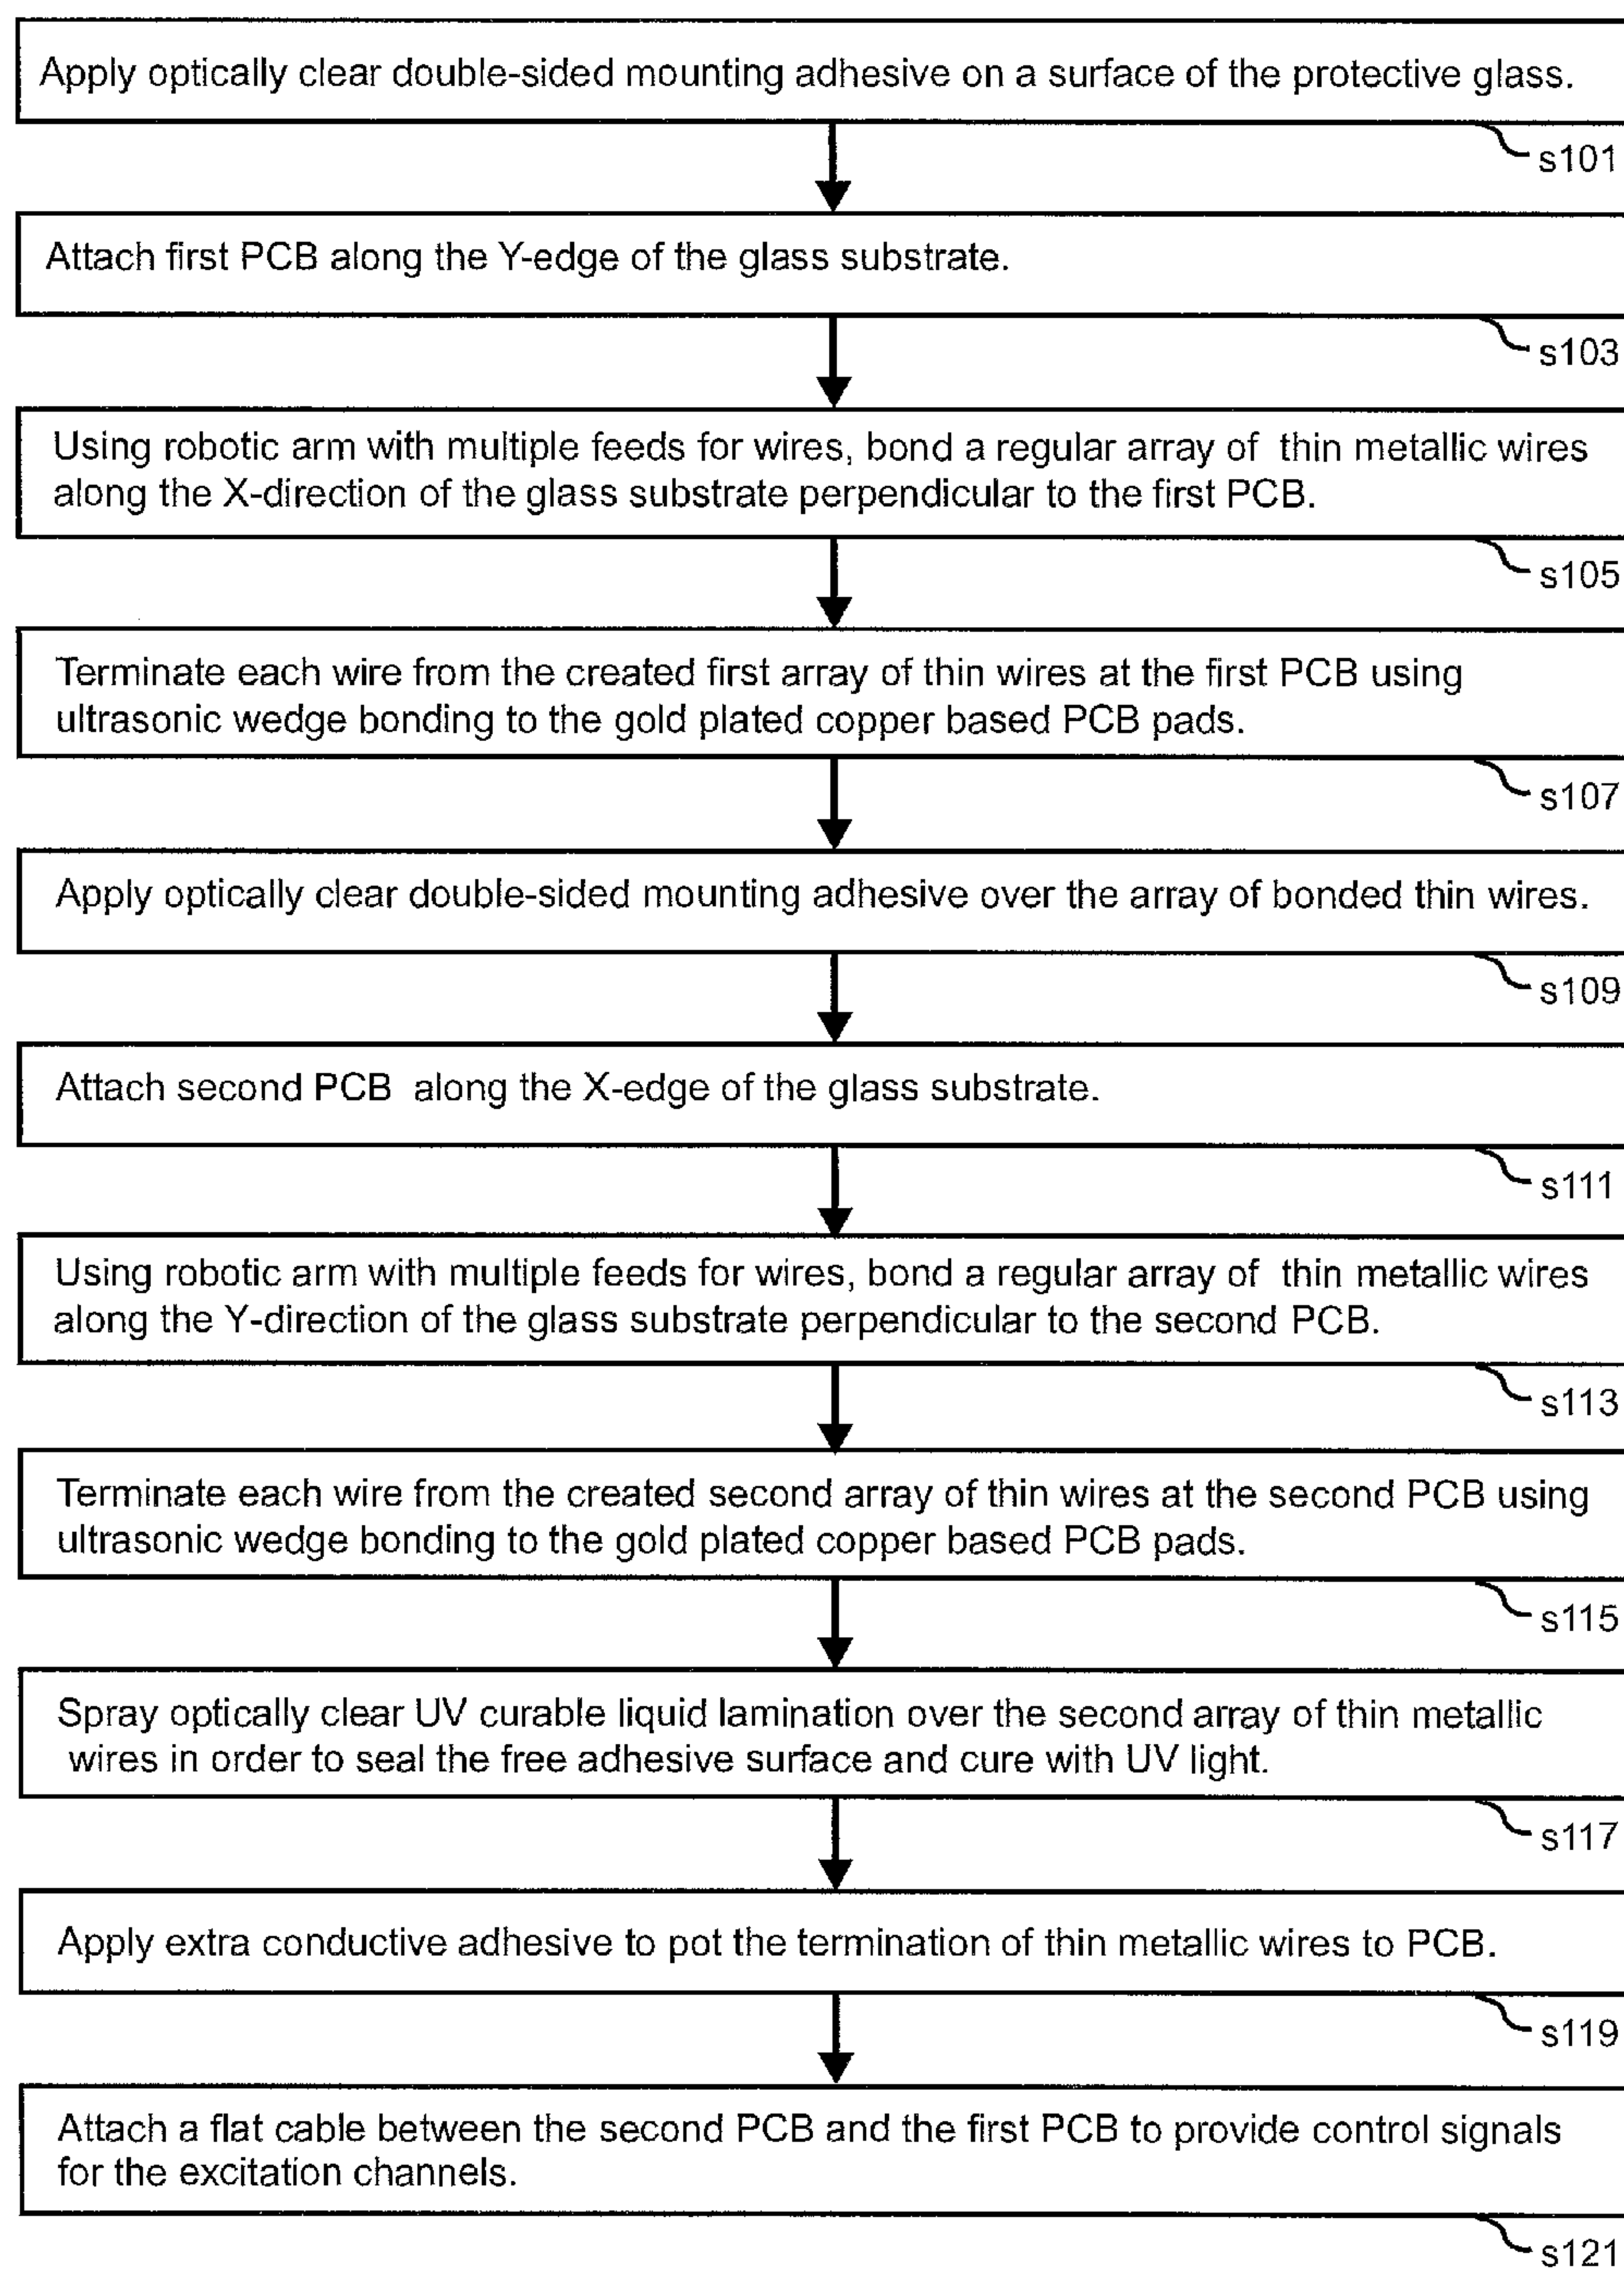 Apply optically clear double-sided mounting adhesive on a surface of the protective glass.
s101
Attach first PCB along the Y-edge of the glass substrate.
s103
Using robotic arm with multiple feeds for wires, bond a regular array of thin metallic wires
along the X-direction of the glass substrate perpendicular to the first PCB.
s105
Terminate each wire from the created first array of thin wires at the first PCB using
ultrasonic wedge bonding to the gold plated copper based PCB pads.
s107
Apply optically clear double-sided mounting adhesive over the array of bonded thin wires.
s109
Attach second PCB along the X-edge of the glass substrate.
s111
Using robotic arm with multiple feeds for wires, bond a regular array of thin metallic wires
along the Y-direction of the glass substrate perpendicular to the second PCB.
s113
Terminate each wire from the created second array of thin wires at the second PCB using
ultrasonic wedge bonding to the gold plated copper based PCB pads.
s115
Spray optically clear UV curable liquid lamination over the second array of thin metallic
wires in order to seal the free adhesive surface and cure with UV light.
s117
Apply extra conductive adhesive to pot the termination of thin metallic wires to PCB.
s119
Attach a flat cable between the second PCB and the first PCB to provide control signals
for the excitation channels.
s121